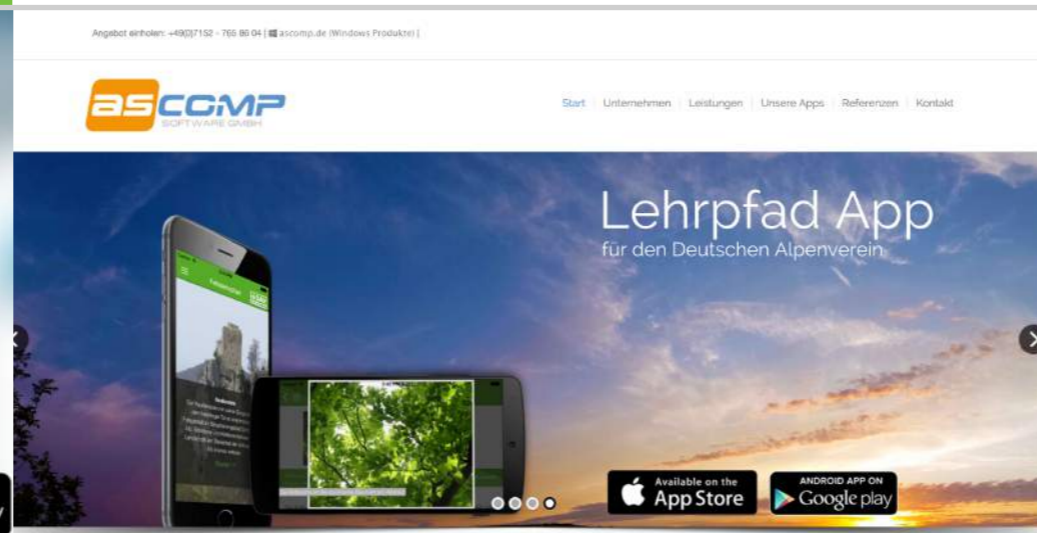 Angebot einholen: +49(0)7152 - 765 86 04 | ascomp.de (Windows Produkte) |
ascomp
SOFTWARE GMBH
Start Unternehmen Leistungen Unsere Apps Referenzen Kontakt
Lehrpfad App
für den Deutschen Alpenverein
Available on the
App Store
ANDROID APP ON
Google play